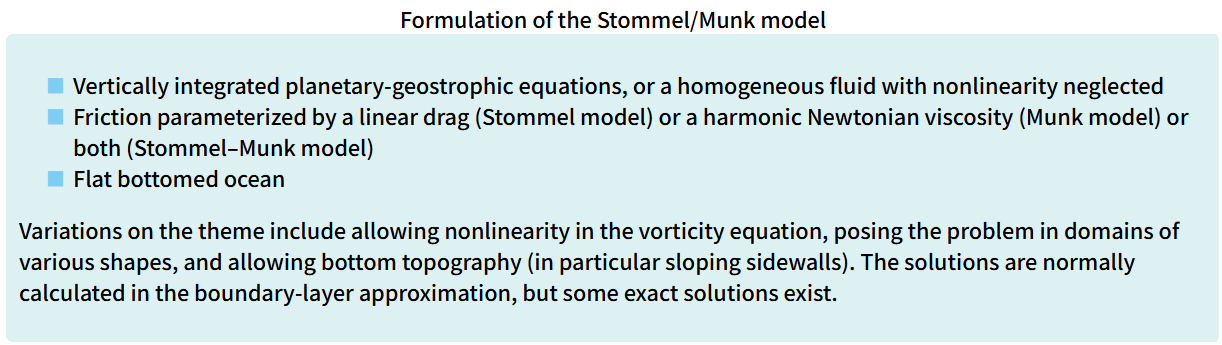 Formulation of the Stommel/Munk model
Vertically integrated planetary-geostrophic equations, or a homogeneous fluid with nonlinearity neglected
Friction parameterized by a linear drag (Stommel model) or a harmonic Newtonian viscosity (Munk model) or
both (Stommel–Munk model)
Flat bottomed ocean
Variations on the theme include allowing nonlinearity in the vorticity equation, posing the problem in domains of
various shapes, and allowing bottom topography (in particular sloping sidewalls). The solutions are normally
calculated in the boundary-layer approximation, but some exact solutions exist.